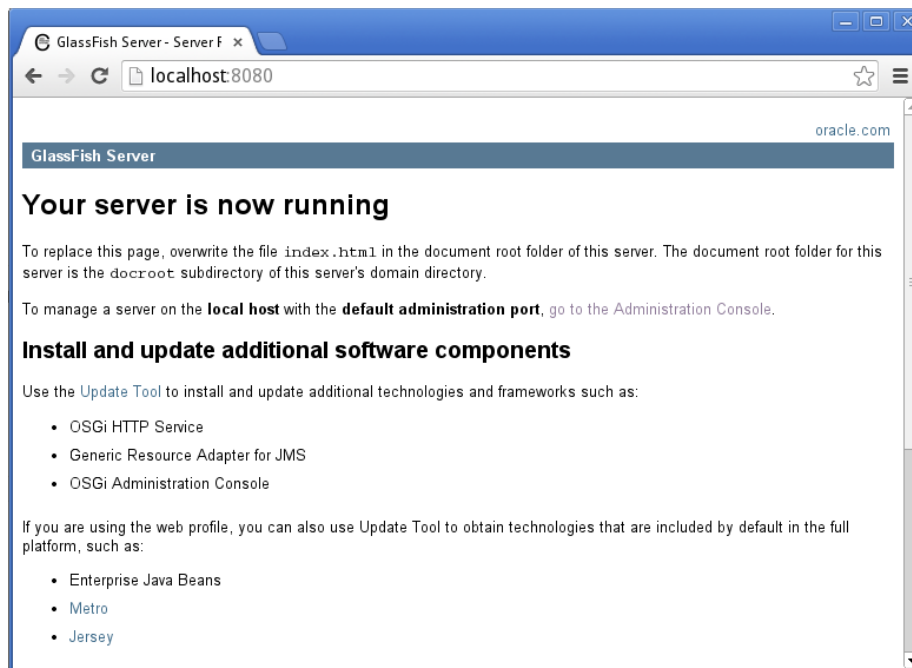 GlassFish Server - Server F
localhost:8080
oracle.com
GlassFish Server
Your server is now running
To replace this page, overwrite the file index.html in the document root folder of this server. The document root folder for this
server is the docroot subdirectory of this server's domain directory.
To manage a server on the local host with the default administration port, go to the Administration Console.
Install and update additional software components
Use the Update Tool to install and update additional technologies and frameworks such as:
• OSGi HTTP Service
• Generic Resource Adapter for JMS
• OSGi Administration Console
If you are using the web profile, you can also use Update Tool to obtain technologies that are included by default in the full
platform, such as:
• Enterprise Java Beans
• Metro
• Jersey